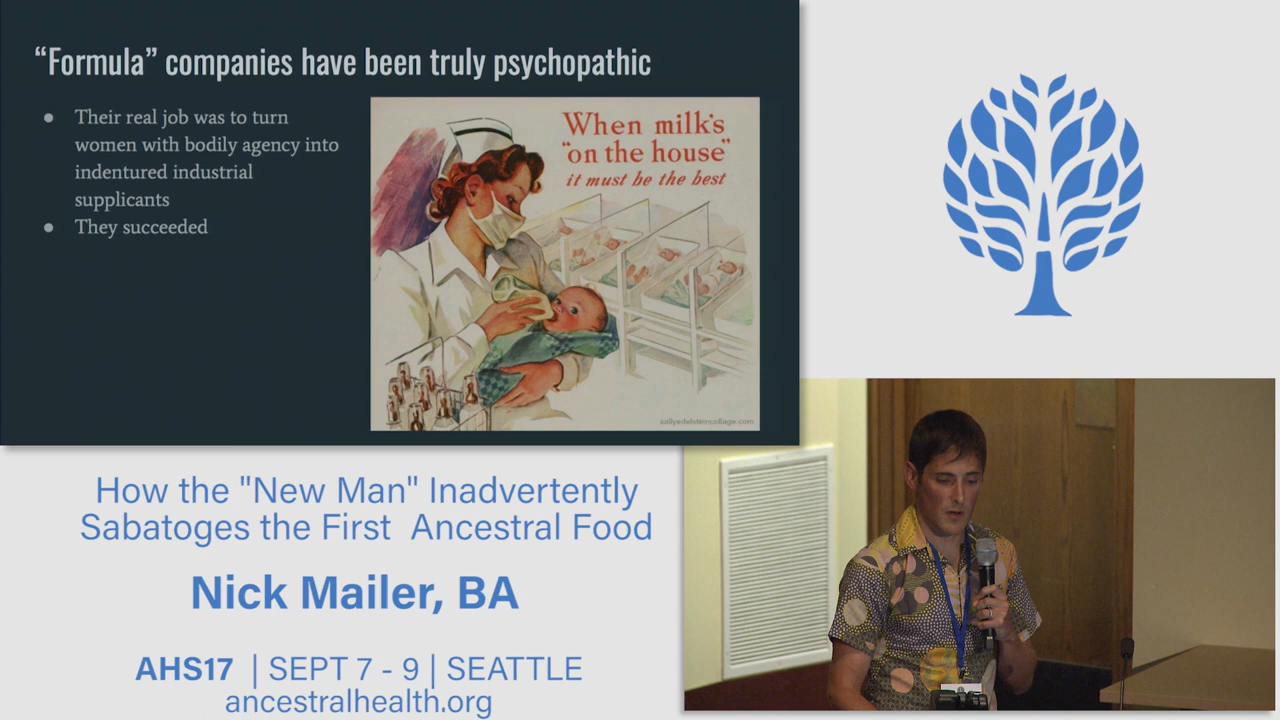 “Formula” companies have been truly psychopathic
● Their real job was to turn
women with bodily agency into
indentured industrial
supplicants
● They succeeded
When milk's
"on the house"
it must be the best
sallyedelsteincollage.com
How the "New Man" Inadvertently
Sabatoges the First Ancestral Food
Nick Mailer, BA
AHS17 | SEPT 7 - 9 | SEATTLE
ancestralhealth.org